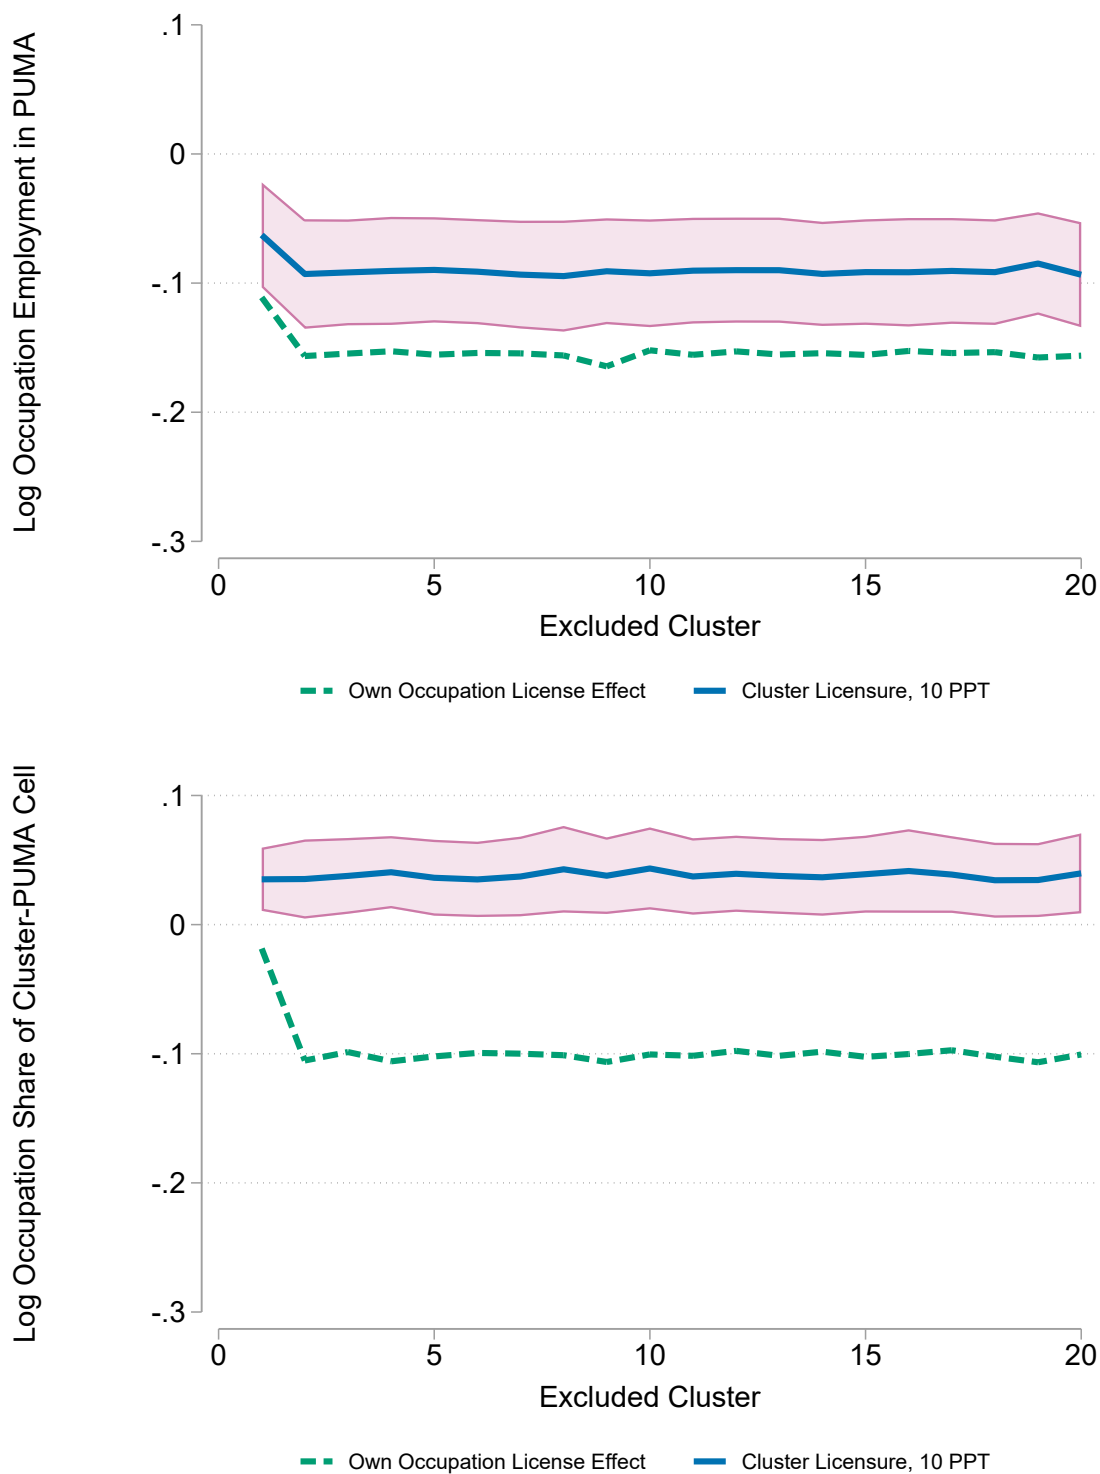 Log Occupation Employment in PUMA
.1
0
-.1
-.2
-.3
0 5 10 15 20
Excluded Cluster
Own Occupation License Effect Cluster Licensure, 10 PPT
Log Occupation Share of Cluster-PUMA Cell
.1
0
-.1
-.2
-.3
0 5 10 15 20
Excluded Cluster
Own Occupation License Effect Cluster Licensure, 10 PPT